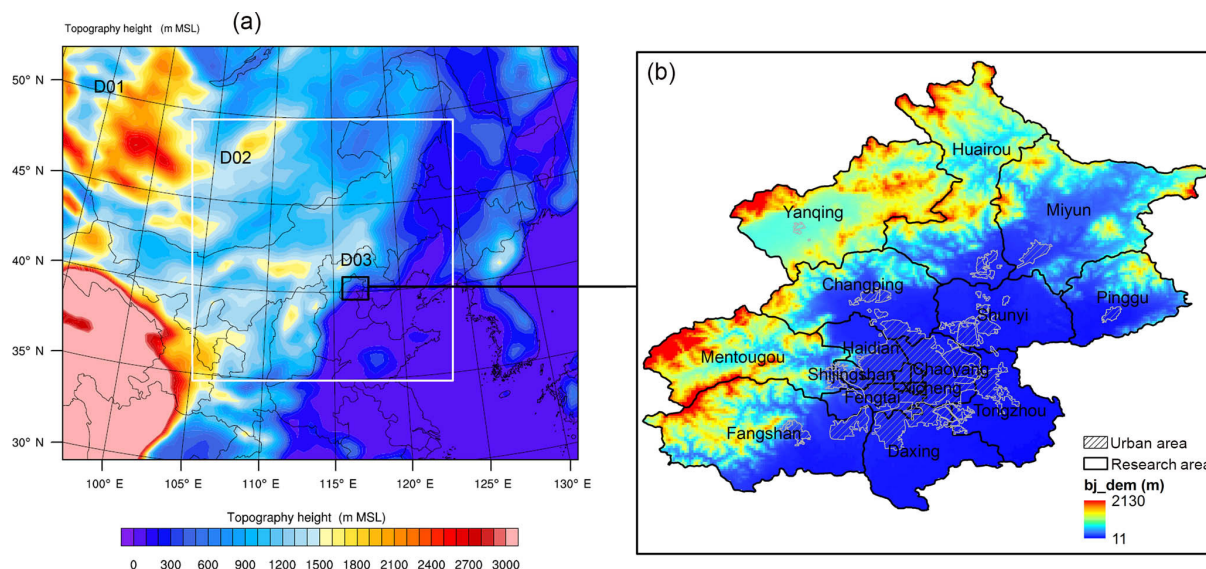 Topography height (m MSL)
(a)
50° N
45° N
40° N
35° N
30° N
D01
D02
D03
100° E
105° E
110° E
115° E
120° E
125° E
130° E
Topography height (m MSL)
0 300 600 900 1200 1500 1800 2100 2400 2700 3000
(b)
Huairou
Yanqing
Miyun
Changping
Pinggu
Shunyi
Mentougou
Haidian
Shijingshan
Chaoyang
Xicheng
Fengtai
Tongzhou
Fangshan
Daxing
Urban area
Research area
bj_dem (m)
2130
11